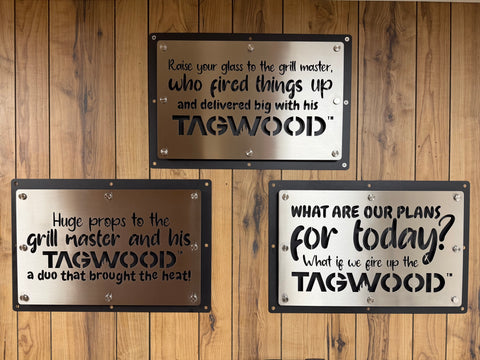 Raise your glass to the grill master,
who fired things up
and delivered big with his
TAGWOOD™
Huge props to the
grill master and his
TAGWOOD™
a duo that brought the heat!
WHAT ARE OUR PLANS
for today?
What if we fire up the
TAGWOOD™